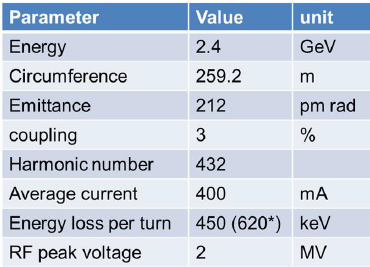 Parameter Value unit
Energy 2.4 GeV
Circumference 259.2 m
Emittance 212 pm rad
coupling 3 %
Harmonic number 432
Average current 400 mA
Energy loss per turn 450 (620*) keV
RF peak voltage 2 MV